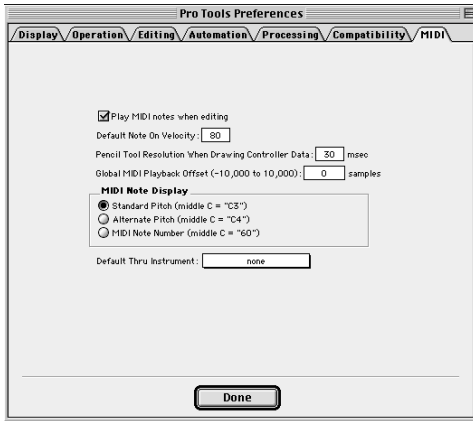 Pro Tools Preferences
Display Operation Editing Automation Processing Compatibility MIDI
Play MIDI notes when editing
Default Note On Velocity: 80
Pencil Tool Resolution When Drawing Controller Data: 30 msec
Global MIDI Playback Offset (-10,000 to 10,000): 0 samples
MIDI Note Display
Standard Pitch (middle C = "C3")
Alternate Pitch (middle C = "C4")
MIDI Note Number (middle C = "60")
Default Thru Instrument: none
Done